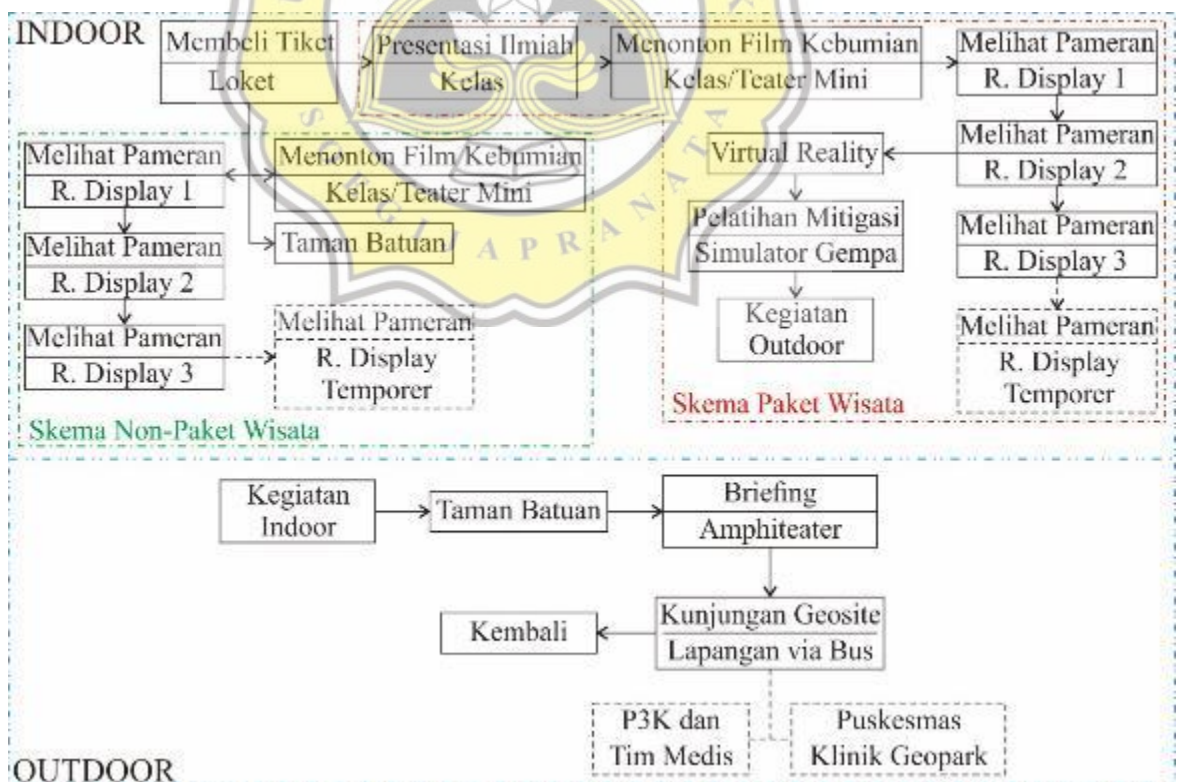 INDOOR
Membeli Tiket
Loket
Presentasi Ilmiah
Kelas
Menonton Film Kebumian
Kelas/Teater Mini
Melihat Pameran
R. Display 1
Melihat Pameran
R. Display 2
Melihat Pameran
R. Display 3
Melihat Pameran
R. Display
Temporer
Virtual Reality
Pelatihan Mitigasi
Simulator Gempa
Kegiatan
Outdoor
Skema Paket Wisata
Menonton Film Kebumian
Kelas/Teater Mini
Taman Batuan
Melihat Pameran
R. Display 1
Melihat Pameran
R. Display 2
Melihat Pameran
R. Display 3
Melihat Pameran
R. Display
Temporer
Skema Non-Paket Wisata
SOEGIJAPRANATA
Kegiatan
Indoor
Taman Batuan
Briefing
Amphiteater
Kunjungan Geosite
Lapangan via Bus
Kembali
P3K dan
Tim Medis
Puskesmas
Klinik Geopark
OUTDOOR